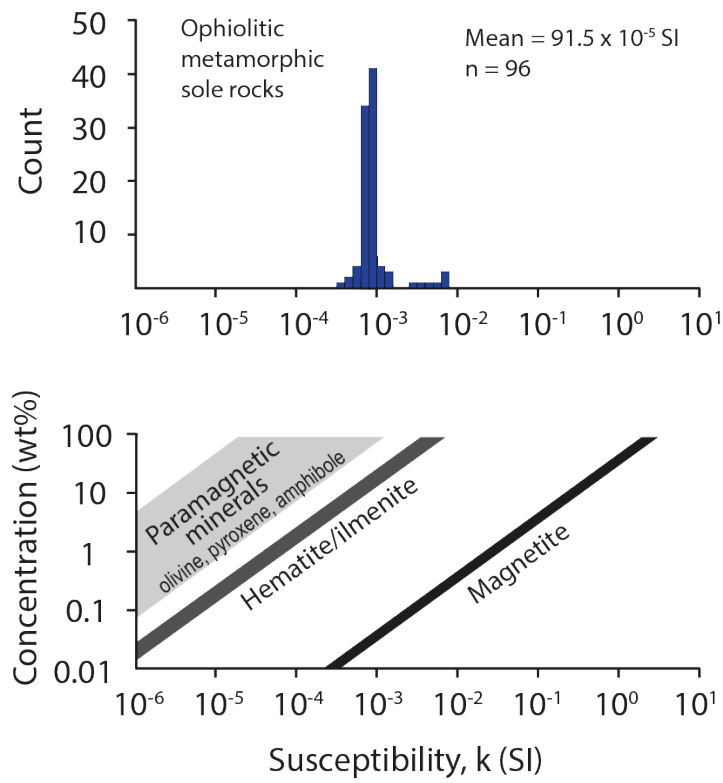 50
Ophiolitic
metamorphic
sole rocks
Mean = 91.5 x 10⁻⁵ SI
n = 96
40
30
20
10
Count
10⁻⁶ 10⁻⁵ 10⁻⁴ 10⁻³ 10⁻² 10⁻¹ 10⁰ 10¹
100
10
1
0.1
0.01
Concentration (wt%)
Paramagnetic
minerals
olivine, pyroxene, amphibole
Hematite/ilmenite
Magnetite
10⁻⁶ 10⁻⁵ 10⁻⁴ 10⁻³ 10⁻² 10⁻¹ 10⁰ 10¹
Susceptibility, k (SI)